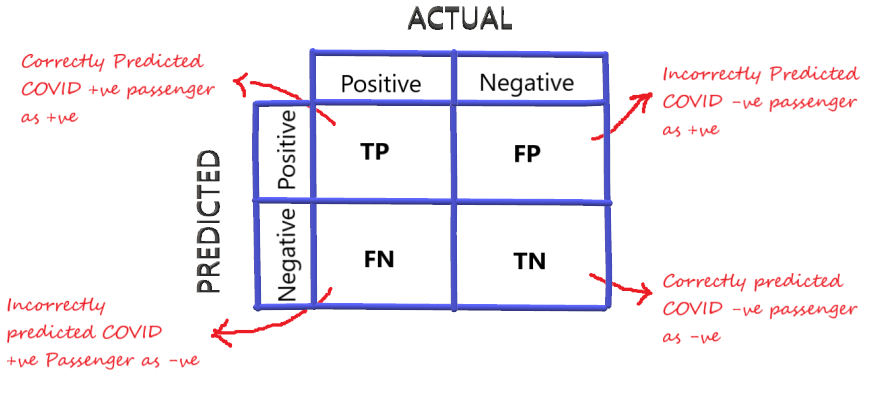 ACTUAL
Correctly Predicted
COVID +ve passenger
as +ve
Positive
Negative
Incorrectly Predicted
COVID -ve passenger
as +ve
PREDICTED
Positive
TP
FP
Negative
FN
TN
Incorrectly
predicted COVID
+ve Passenger as -ve
Correctly predicted
COVID -ve passenger
as -ve